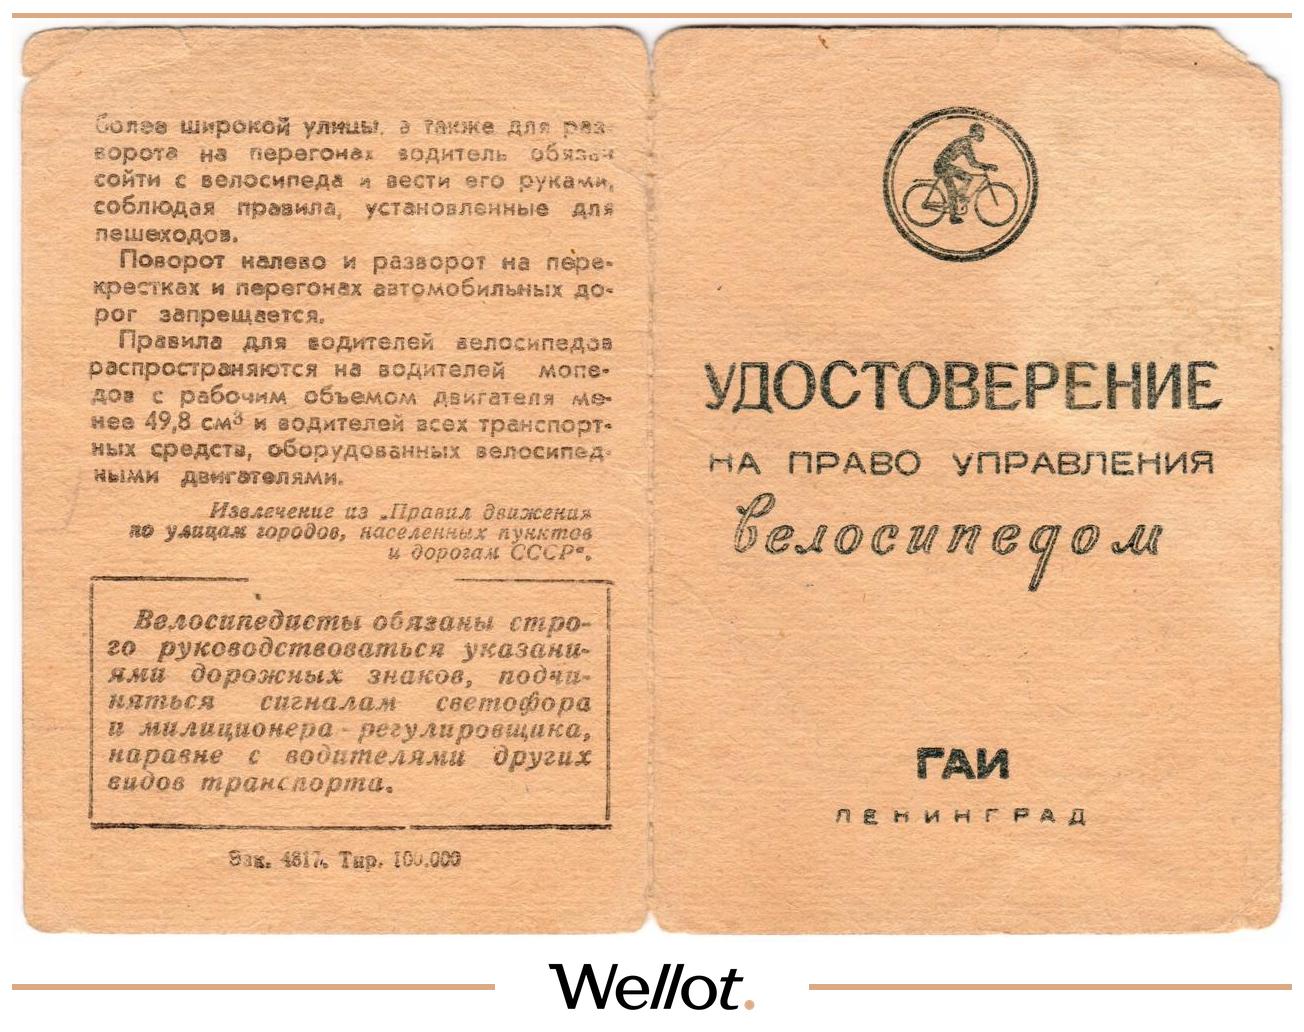 более широкой улицы, а также для раз-
ворота на перегонах водитель обязан
сойти с велосипеда и вести его руками,
соблюдая правила, установленные для
пешеходов.
Поворот налево и разворот на пере-
крестках и перегонах автомобильных до-
рог запрещается.
Правила для водителей велосипедов
распространяются на водителей мопе-
дов с рабочим объемом двигателя ме-
нее 49,8 см³ и водителей всех транспорт-
ных средств, оборудованных велосипед-
ными двигателями.
Извлечение из „Правил движения
по улицам городов, населенных пунктов
и дорогам СССР“.
Велосипедисты обязаны стро-
го руководствоваться указани-
ями дорожных знаков, подчи-
няться сигналам светофора
и милиционера-регулировщика,
наравне с водителями других
видов транспорта.
Зак. 4817. Тир. 100.000
УДОСТОВЕРЕНИЕ
НА ПРАВО УПРАВЛЕНИЯ
велосипедом
ГАИ
ЛЕНИНГРАД
Wellot.